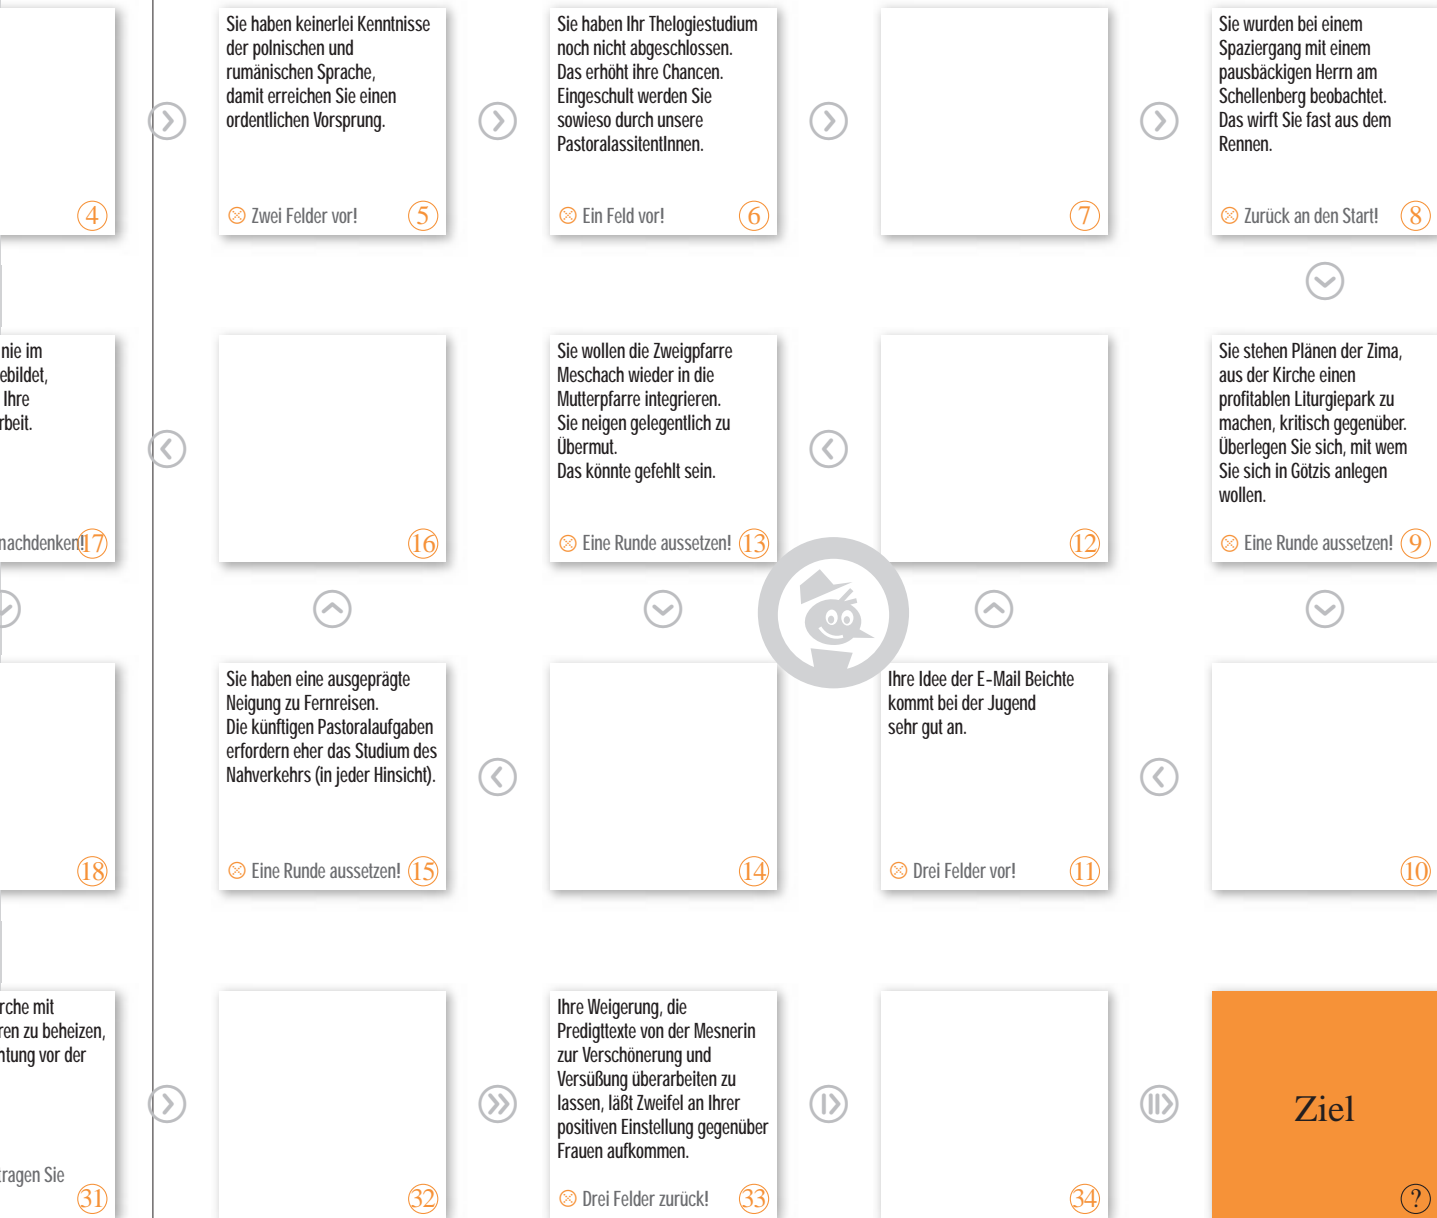 4
Sie haben keinerlei Kenntnisse
der polnischen und
rumänischen Sprache,
damit erreichen Sie einen
ordentlichen Vorsprung.
Zwei Felder vor!
5
Sie haben Ihr Thelogiestudium
noch nicht abgeschlossen.
Das erhöht ihre Chancen.
Eingeschult werden Sie
sowieso durch unsere
PastoralassitentInnen.
Ein Feld vor!
6
7
Sie wurden bei einem
Spaziergang mit einem
pausbäckigen Herrn am
Schellenberg beobachtet.
Das wirft Sie fast aus dem
Rennen.
Zurück an den Start!
8
nie im
ebildet,
Ihre
rbeit.
nachdenken!
17
16
Sie wollen die Zweigpfarre
Meschach wieder in die
Mutterpfarre integrieren.
Sie neigen gelegentlich zu
Übermut.
Das könnte gefehlt sein.
Eine Runde aussetzen!
13
12
Sie stehen Plänen der Zima,
aus der Kirche einen
profitablen Liturgiepark zu
machen, kritisch gegenüber.
Überlegen Sie sich, mit wem
Sie sich in Götzis anlegen
wollen.
Eine Runde aussetzen!
9
18
Sie haben eine ausgeprägte
Neigung zu Fernreisen.
Die künftigen Pastoralaufgaben
erfordern eher das Studium des
Nahverkehrs (in jeder Hinsicht).
Eine Runde aussetzen!
15
14
Ihre Idee der E-Mail Beichte
kommt bei der Jugend
sehr gut an.
Drei Felder vor!
11
10
rche mit
ren zu beheizen,
htung vor der
ragen Sie
31
32
Ihre Weigerung, die
Predigttexte von der Mesnerin
zur Verschönerung und
Versüßung überarbeiten zu
lassen, läßt Zweifel an Ihrer
positiven Einstellung gegenüber
Frauen aufkommen.
Drei Felder zurück!
33
34
Ziel
?